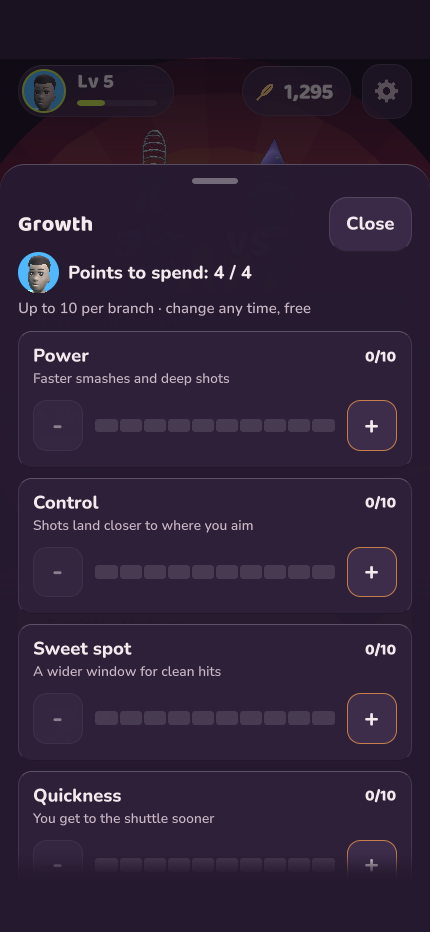 Lv 5
1,295
Growth
Close
Points to spend: 4 / 4
Up to 10 per branch · change any time, free
Power
0/10
Faster smashes and deep shots
-
+
Control
0/10
Shots land closer to where you aim
-
+
Sweet spot
0/10
A wider window for clean hits
-
+
Quickness
0/10
You get to the shuttle sooner
-
+